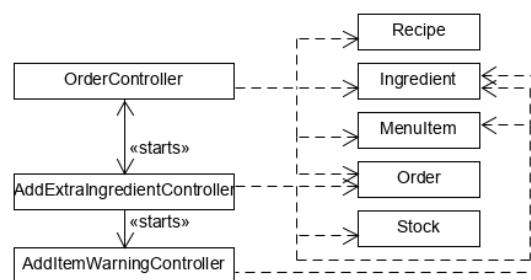 Recipe
OrderController
Ingredient
MenuItem
«starts»
AddExtraIngredientController
Order
«starts»
Stock
AddItemWarningController